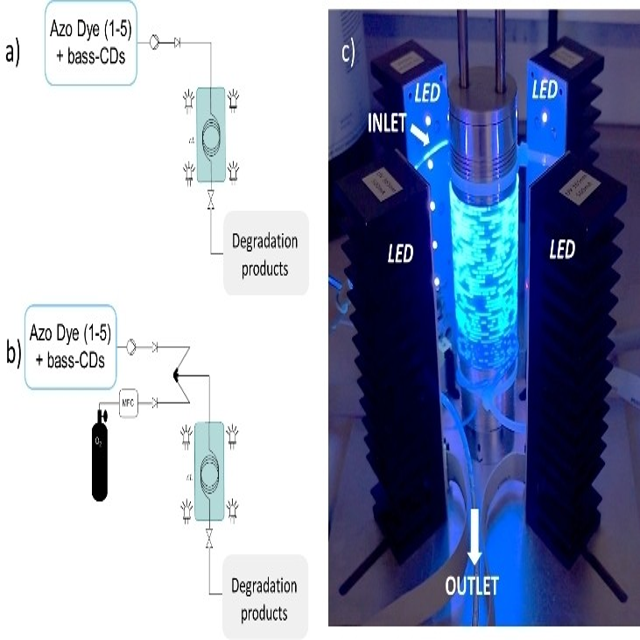 a)
Azo Dye (1-5)
+ bass-CDs
Degradation
products
b)
Azo Dye (1-5)
+ bass-CDs
MFC
O₂
Degradation
products
c)
LED
LED
INLET
LED
LED
OUTLET